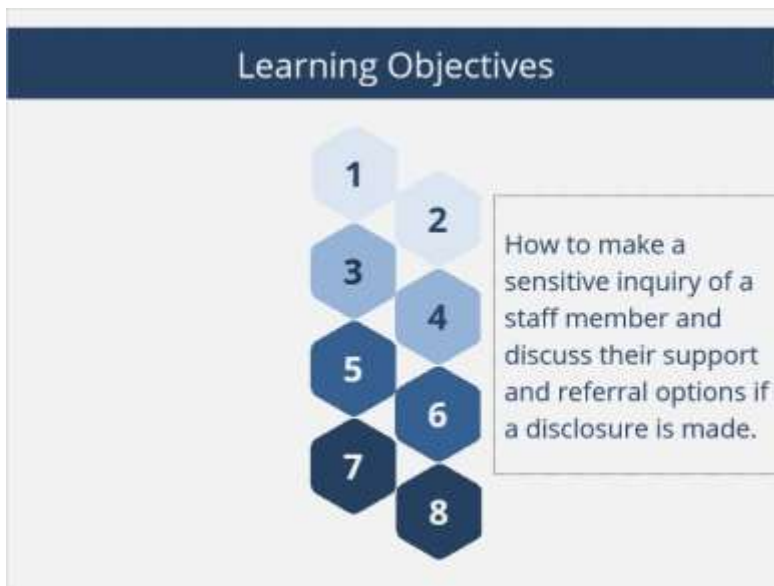 Learning Objectives
1
2
3
4
5
6
7
8
How to make a
sensitive inquiry of a
staff member and
discuss their support
and referral options if
a disclosure is made.